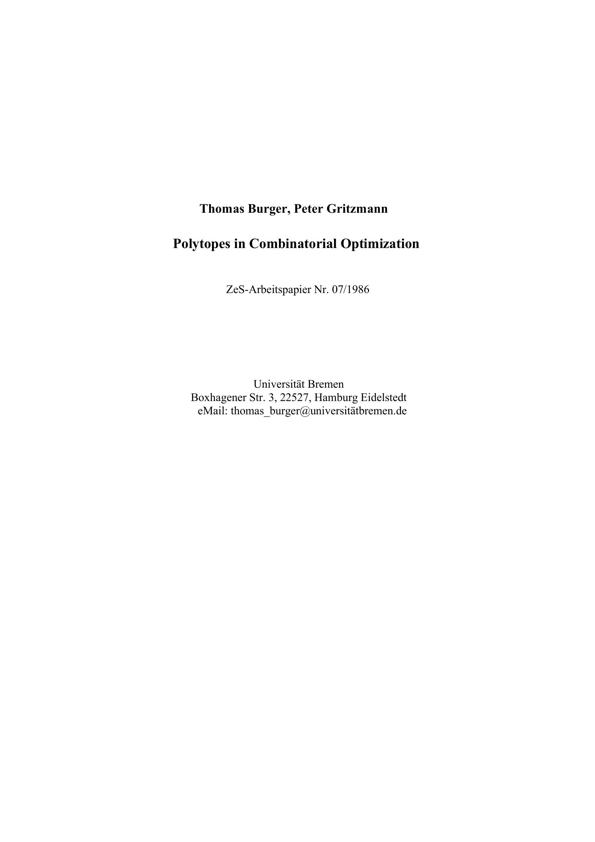 Thomas Burger, Peter Gritzmann
Polytopes in Combinatorial Optimization
ZeS-Arbeitspapier Nr. 07/1986
Universität Bremen
Boxhagener Str. 3, 22527, Hamburg Eidelstedt
eMail: thomas_burger@universitätbremen.de